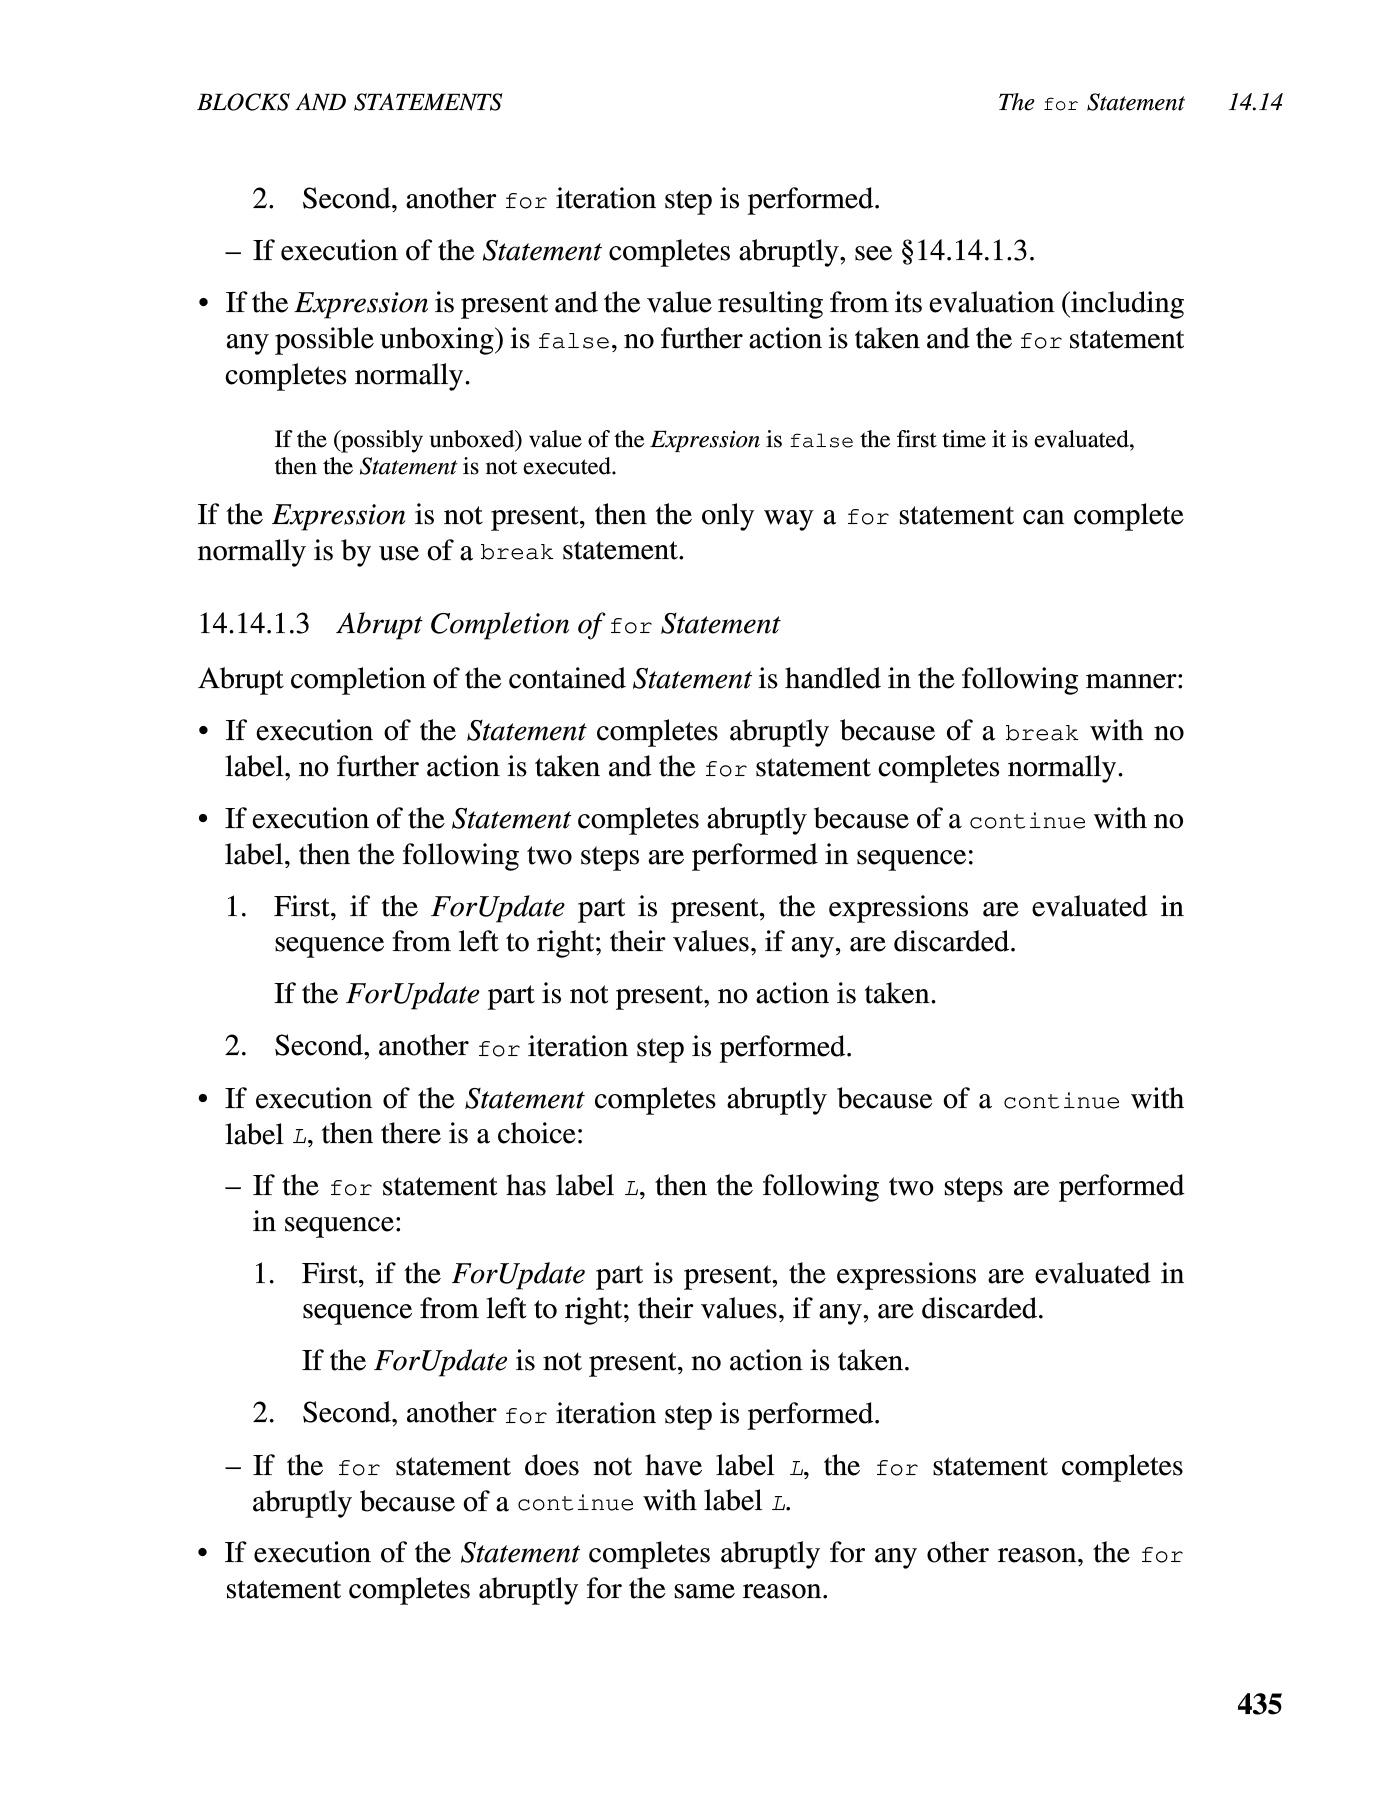 BLOCKS AND STATEMENTS The for Statement 14.14
2. Second, another for iteration step is performed.
– If execution of the Statement completes abruptly, see §14.14.1.3.
• If the Expression is present and the value resulting from its evaluation (including
any possible unboxing) is false, no further action is taken and the for statement
completes normally.
If the (possibly unboxed) value of the Expression is false the first time it is evaluated,
then the Statement is not executed.
If the Expression is not present, then the only way a for statement can complete
normally is by use of a break statement.
14.14.1.3 Abrupt Completion of for Statement
Abrupt completion of the contained Statement is handled in the following manner:
• If execution of the Statement completes abruptly because of a break with no
label, no further action is taken and the for statement completes normally.
• If execution of the Statement completes abruptly because of a continue with no
label, then the following two steps are performed in sequence:
1. First, if the ForUpdate part is present, the expressions are evaluated in
sequence from left to right; their values, if any, are discarded.
If the ForUpdate part is not present, no action is taken.
2. Second, another for iteration step is performed.
• If execution of the Statement completes abruptly because of a continue with
label L, then there is a choice:
– If the for statement has label L, then the following two steps are performed
in sequence:
1. First, if the ForUpdate part is present, the expressions are evaluated in
sequence from left to right; their values, if any, are discarded.
If the ForUpdate is not present, no action is taken.
2. Second, another for iteration step is performed.
– If the for statement does not have label L, the for statement completes
abruptly because of a continue with label L.
• If execution of the Statement completes abruptly for any other reason, the for
statement completes abruptly for the same reason.
435